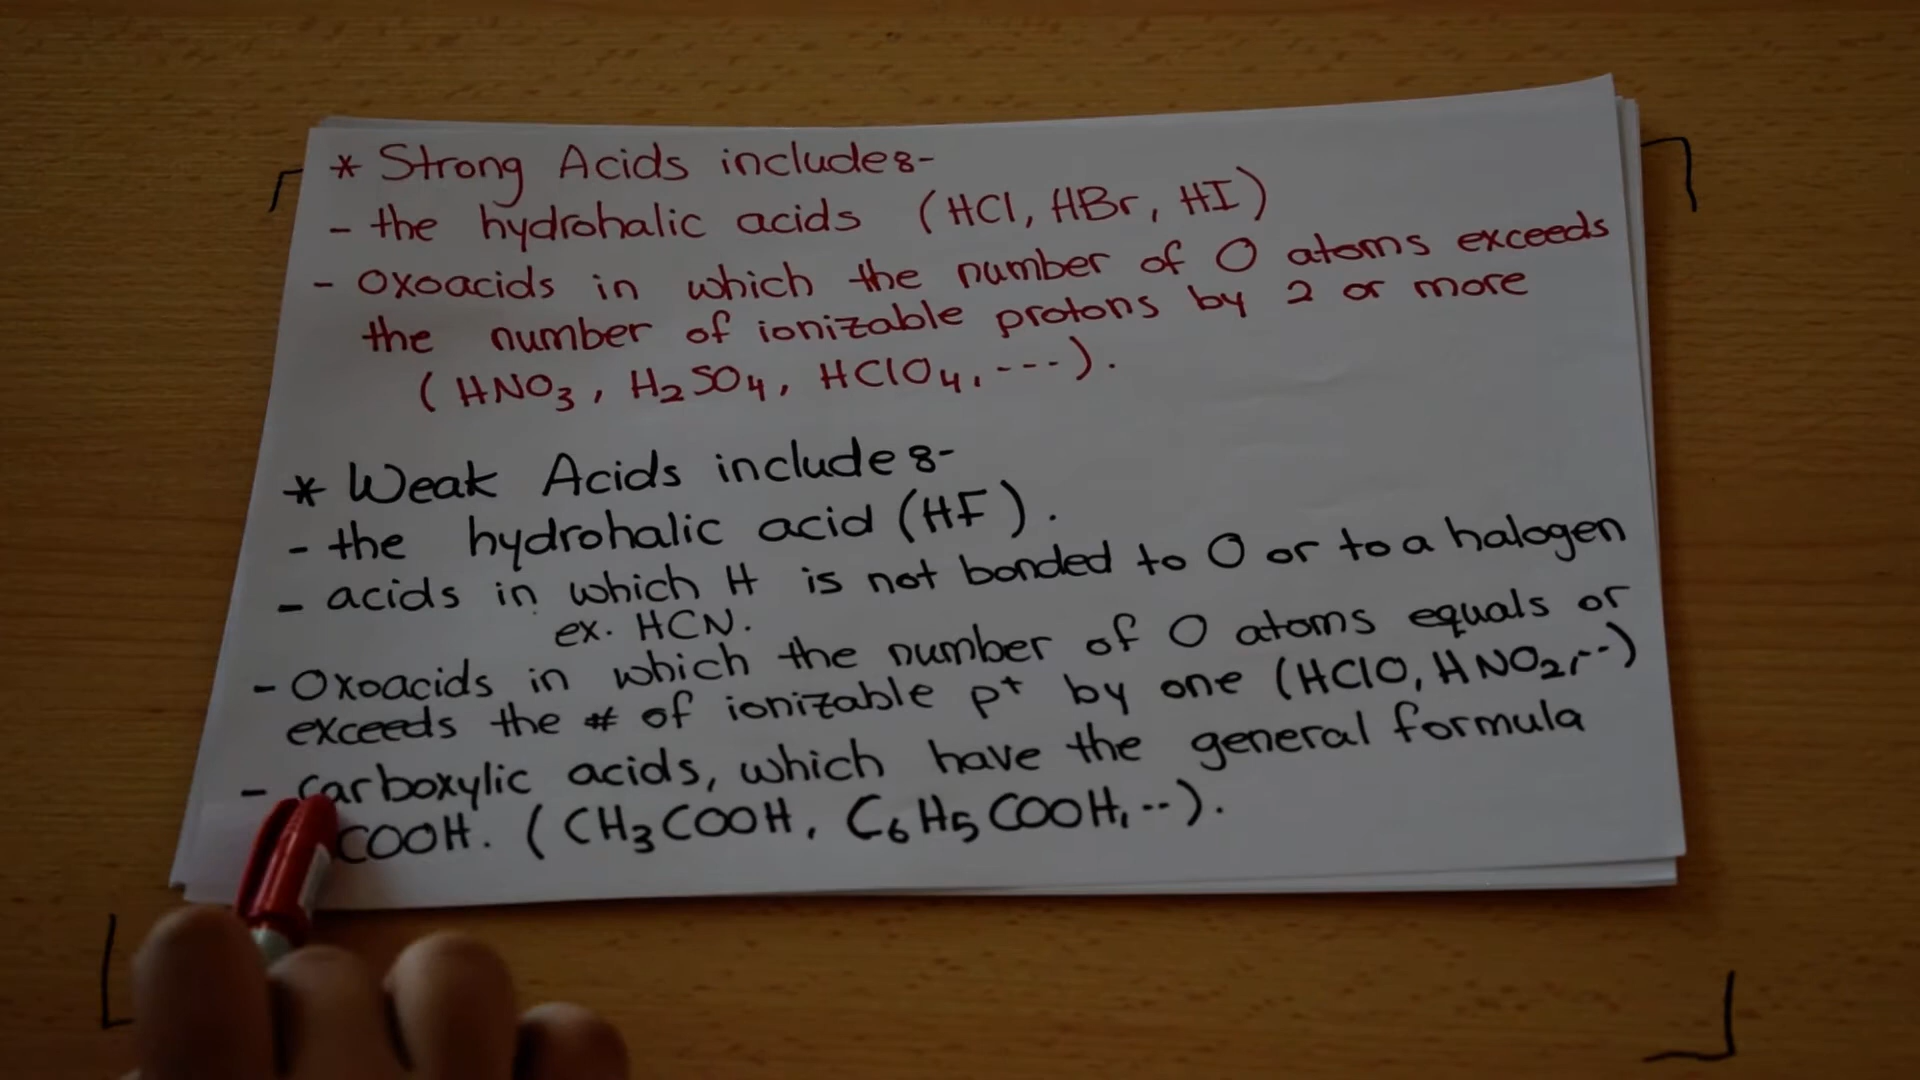 * Strong Acids include:-
- the hydrohalic acids (HCl, HBr, HI)
- Oxoacids in which the number of O atoms exceeds
the number of ionizable protons by 2 or more
(HNO₃, H₂SO₄, HClO₄, ---).
* Weak Acids include:-
- the hydrohalic acid (HF).
- acids in which H is not bonded to O or to a halogen
ex. HCN.
- Oxoacids in which the number of O atoms equals or
exceeds the # of ionizable p⁺ by one (HClO, HNO₂, --)
- carboxylic acids, which have the general formula
COOH. (CH₃COOH, C₆H₅COOH, --).